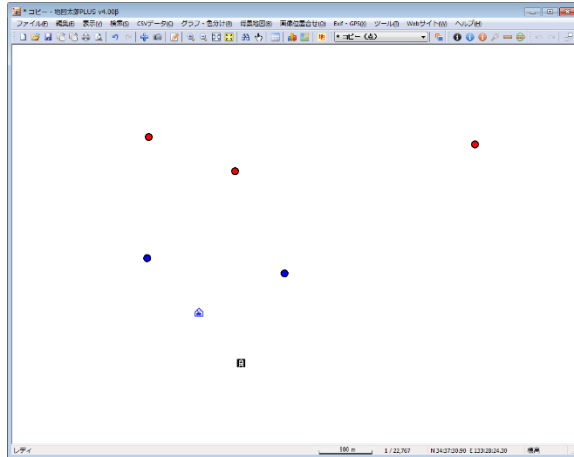 * コピー - 地図太郎PLUS v4.00β
ファイル(F) 編集(E) 表示(V) 検索(S) CSVデータ(C) グラフ・色分け(B) 背景地図(B) 画像位置合せ(O) Exif・GPS(X) ツール(T) Webサイト(W) ヘルプ(H)
* コピー (点)
レディ 500 m 1 / 22,767 N 34:37:30.90 E 133:28:24.30 標高